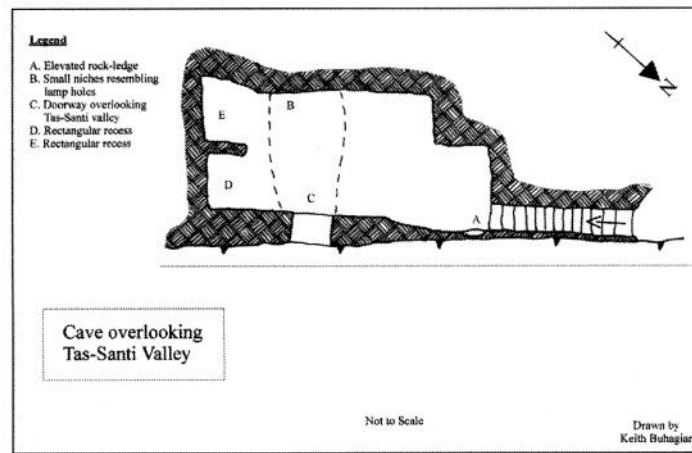 Legend
A. Elevated rock-ledge
B. Small niches resembling
lamp holes
C. Doorway overlooking
Tas-Santi valley
D. Rectangular recess
E. Rectangular recess
N
E
B
D
C
A
Cave overlooking
Tas-Santi Valley
Not to Scale
Drawn by
Keith Buhagiar